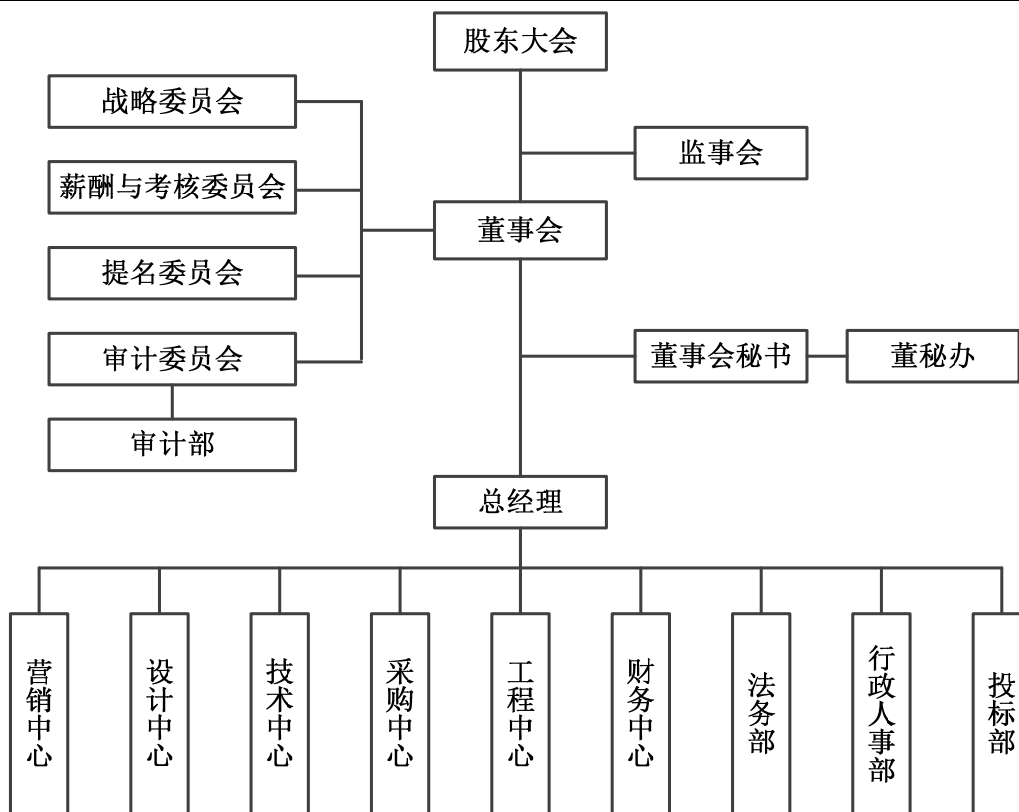 股东大会
战略委员会
监事会
薪酬与考核委员会
董事会
提名委员会
审计委员会
董事会秘书
董秘办
审计部
总经理
营销中心
设计中心
技术中心
采购中心
工程中心
财务中心
法务部
行政人事部
投标部